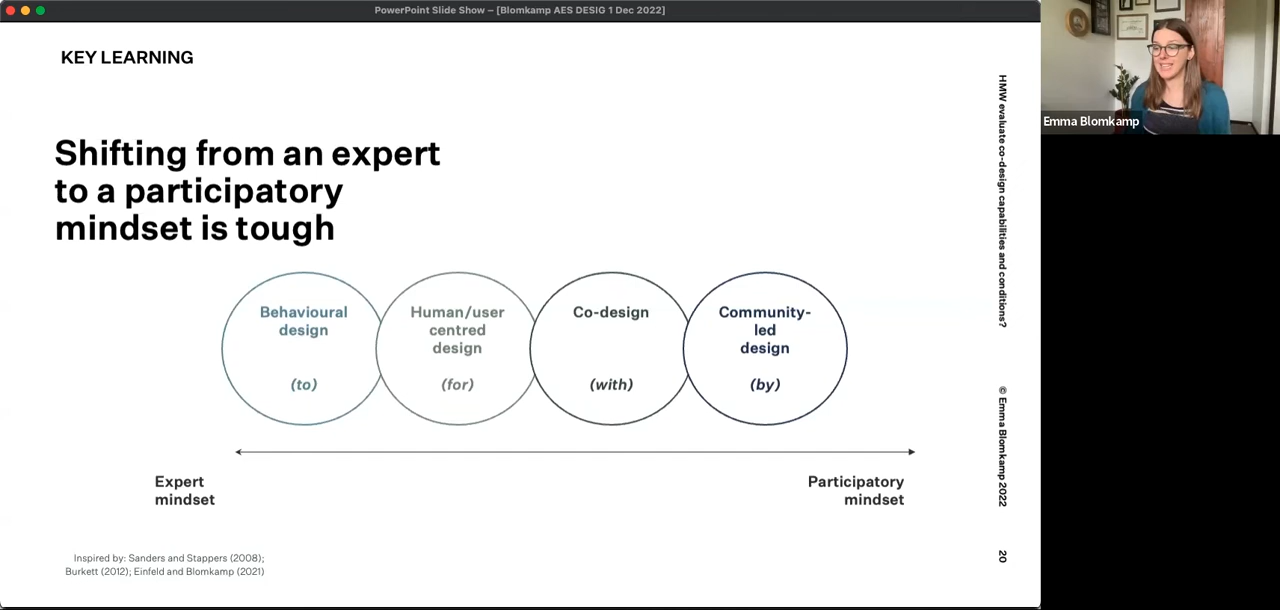 PowerPoint Slide Show – [Blomkamp AES DESIG 1 Dec 2022]
KEY LEARNING
Shifting from an expert
to a participatory
mindset is tough
Behavioural
design
(to)
Human/user
centred
design
(for)
Co-design
(with)
Community-
led
design
(by)
Expert
mindset
Participatory
mindset
Inspired by: Sanders and Stappers (2008);
Burkett (2012); Einfeld and Blomkamp (2021)
HMW evaluate co-design capabilities and conditions?
© Emma Blomkamp 2022
20
Emma Blomkamp